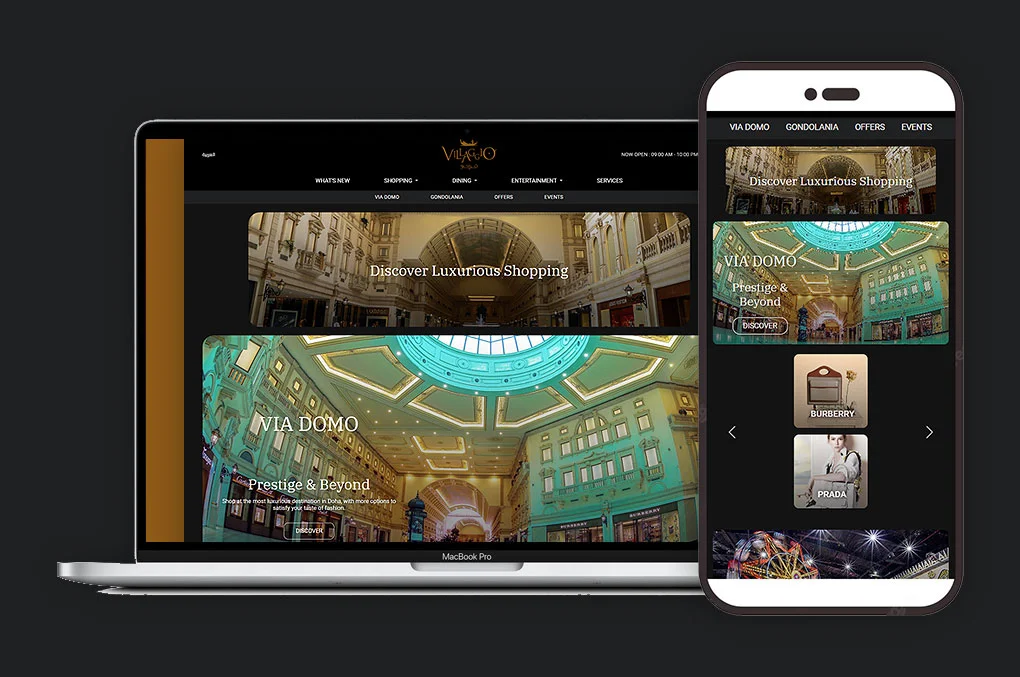 العربية
VILLAGGIO
NOW OPEN : 09:00 AM - 10:00 PM
WHAT'S NEW
SHOPPING
DINING
ENTERTAINMENT
SERVICES
VIA DOMO
GONDOLANIA
OFFERS
EVENTS
Discover Luxurious Shopping
VIA DOMO
Prestige & Beyond
Shop at the most luxurious destination in Doha, with more options to
satisfy your taste of fashion.
DISCOVER
BURBERRY
BURBERRY
MacBook Pro
VIA DOMO
GONDOLANIA
OFFERS
EVENTS
Discover Luxurious Shopping
VIA DOMO
Prestige &
Beyond
DISCOVER
BURBERRY
PRADA